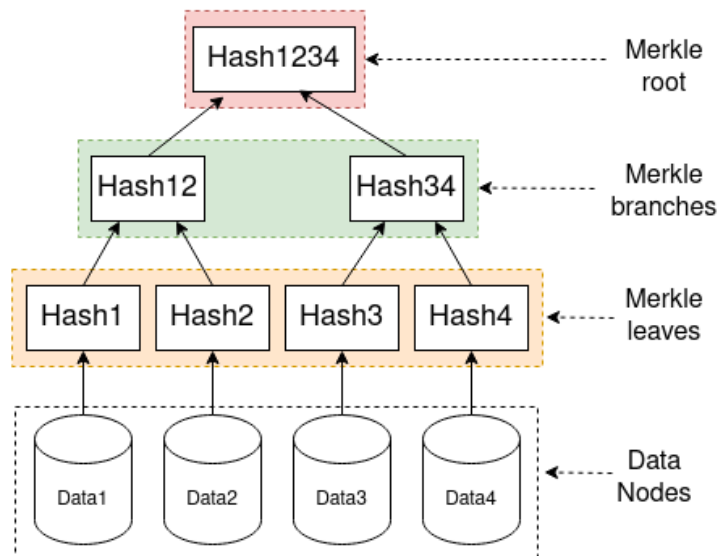 Hash1234
Merkle
root
Hash12
Hash34
Merkle
branches
Hash1
Hash2
Hash3
Hash4
Merkle
leaves
Data1
Data2
Data3
Data4
Data
Nodes